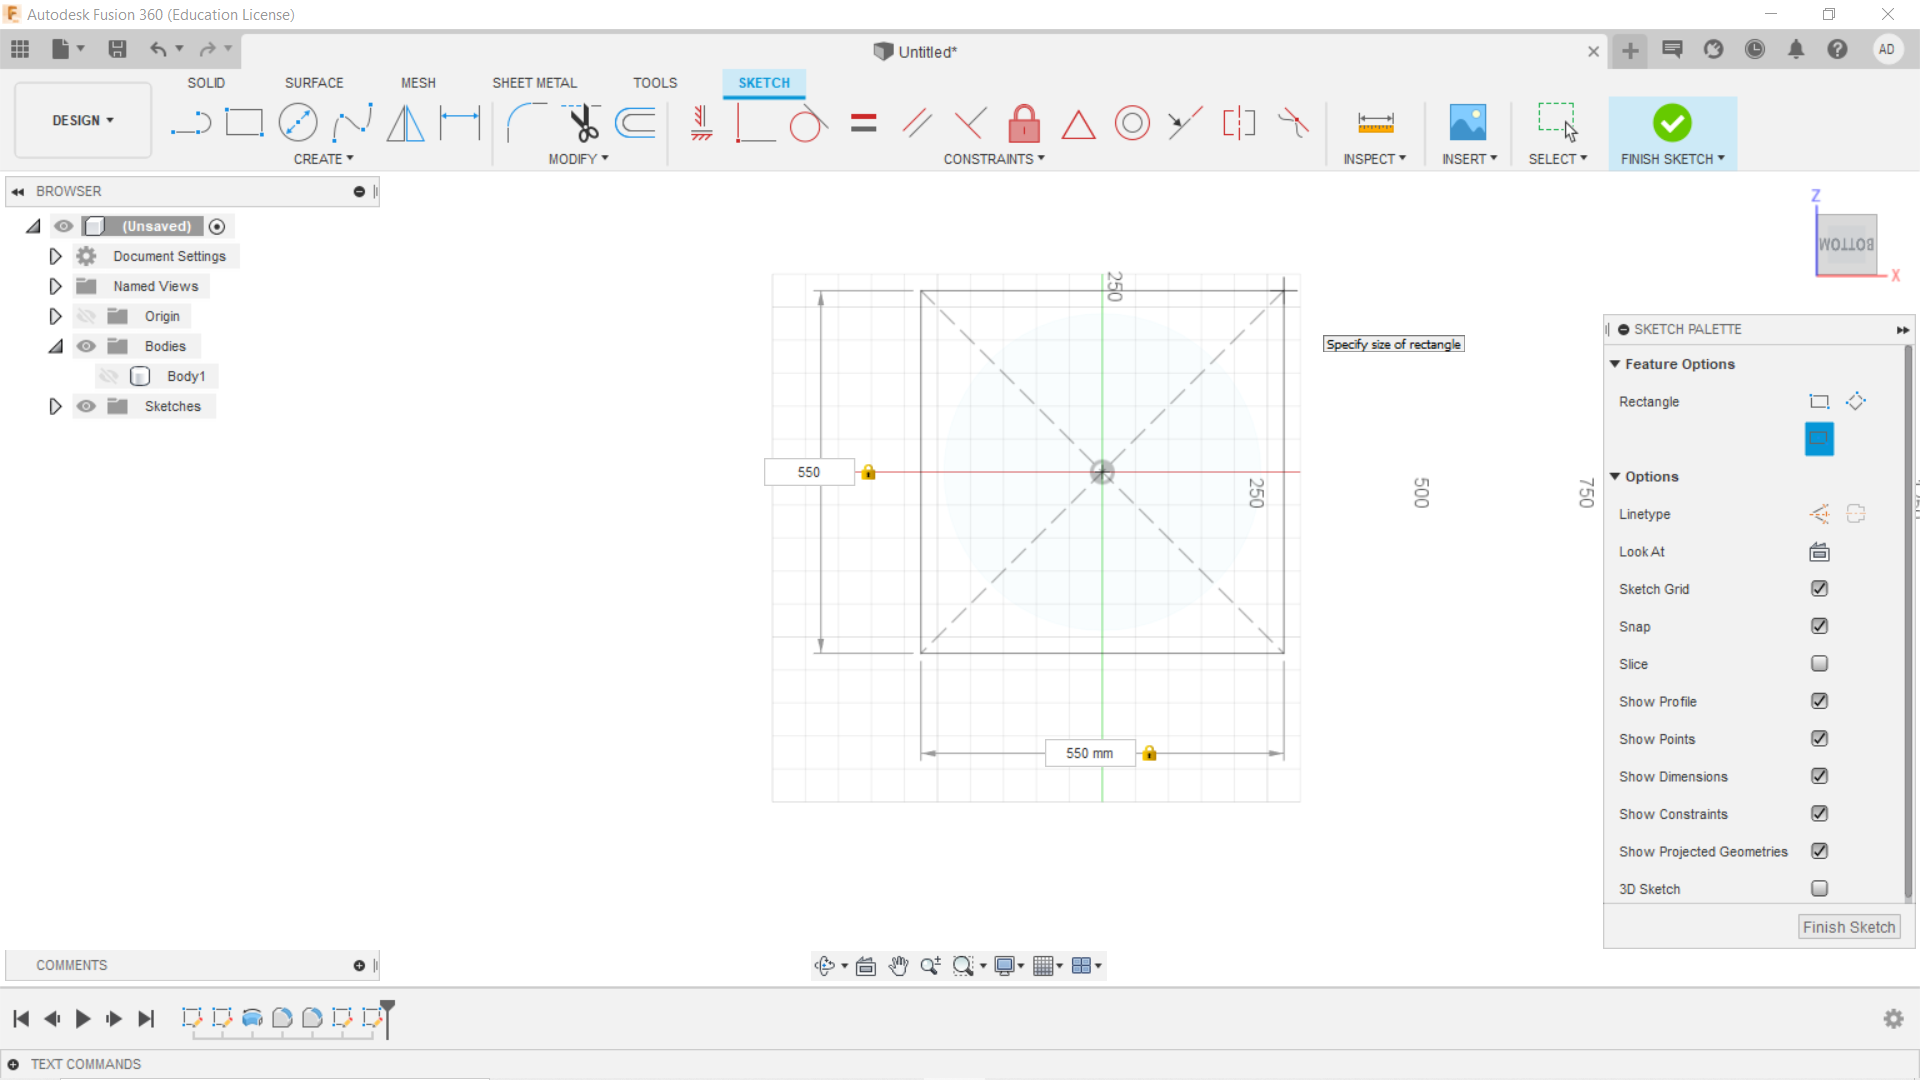 Autodesk Fusion 360 (Education License)
Untitled*
AD
SOLID
SURFACE
MESH
SHEET METAL
TOOLS
SKETCH
DESIGN
CREATE
MODIFY
CONSTRAINTS
INSPECT
INSERT
SELECT
FINISH SKETCH
BROWSER
(Unsaved)
Document Settings
Named Views
Origin
Bodies
Body1
Sketches
Z
BOTTOM
X
250
Specify size of rectangle
550
250
500
750
550 mm
SKETCH PALETTE
Feature Options
Rectangle
Options
Linetype
Look At
Sketch Grid
Snap
Slice
Show Profile
Show Points
Show Dimensions
Show Constraints
Show Projected Geometries
3D Sketch
Finish Sketch
COMMENTS
TEXT COMMANDS